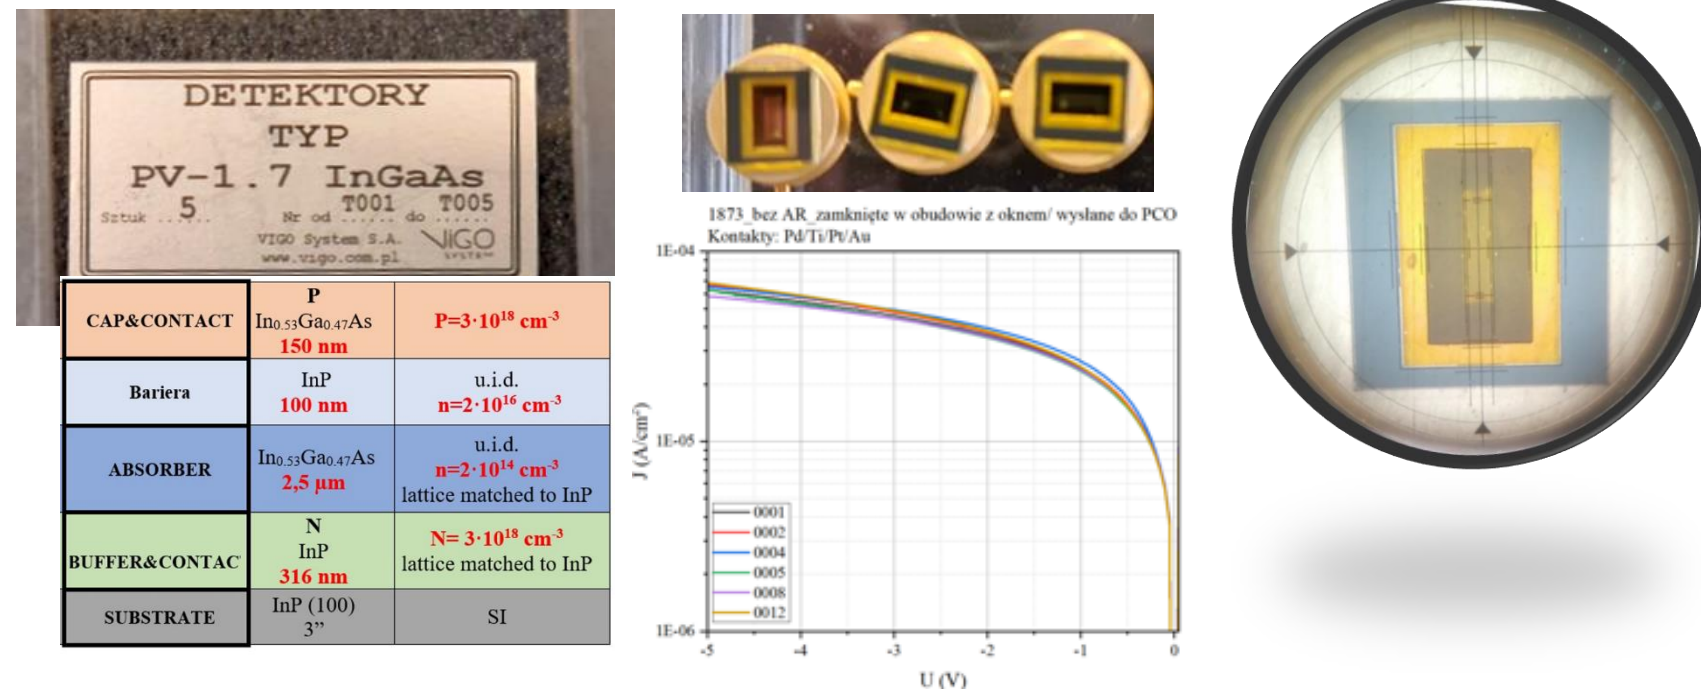 DETEKTORY
TYP
PV-1.7 InGaAs
Sztuk ..5.... Nr od T001 do T005
VIGO System S.A. VIGO
www.vigo.com.pl SYSTEM
CAP&CONTACT
P
In0.53Ga0.47As
150 nm
P=3·10¹⁸ cm⁻³
Bariera
InP
100 nm
u.i.d.
n=2·10¹⁶ cm⁻³
ABSORBER
In0.53Ga0.47As
2,5 µm
u.i.d.
n=2·10¹⁴ cm⁻³
lattice matched to InP
BUFFER&CONTAC
N
InP
316 nm
N= 3·10¹⁸ cm⁻³
lattice matched to InP
SUBSTRATE
InP (100)
3”
SI
1873_bez AR_zamknięte w obudowie z oknem/ wysłane do PCO
Kontakty: Pd/Ti/Pt/Au
1E-04
1E-05
1E-06
J (A/cm²)
0001
0002
0004
0005
0008
0012
-5 -4 -3 -2 -1 0
U (V)